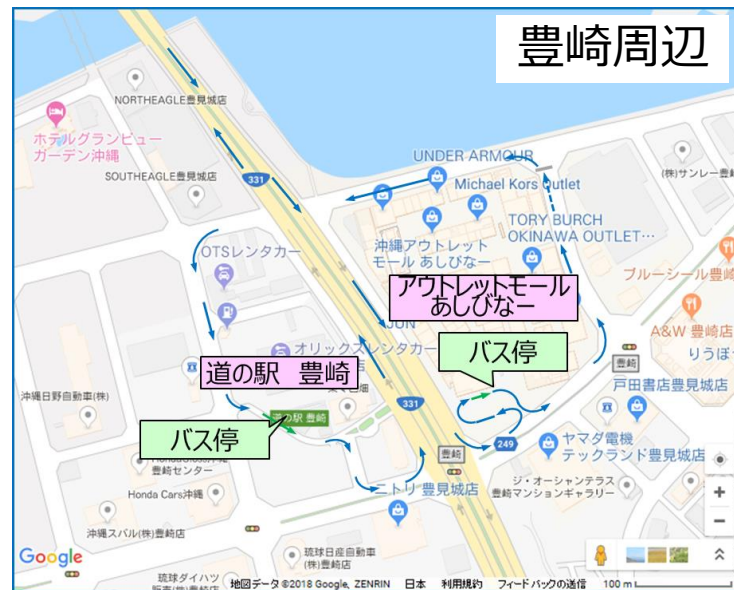 豊崎周辺
NORTHEAGLE豊見城店
ホテルグランビュー
ガーデン沖縄
SOUTHEAGLE豊見城店
331
UNDER ARMOUR
Michael Kors Outlet
(株)サンレー豊崎
TORY BURCH
OKINAWA OUTLET…
沖縄アウトレット
モール あしびなー
OTSレンタカー
ブルーシール豊崎
アウトレットモール
あしびなー
JUN
A&W 豊崎店
りうぼう
オリックスレンタカー
道の駅 豊崎
バス停
豊崎
戸田書店豊見城店
沖縄日野自動車(株)
331
道の駅 豊崎
バス停
249
豊崎
ヤマダ電機
テックランド豊見城店
豊崎センター
ニトリ 豊見城店
ジ・オーシャンテラス
豊崎マンションギャラリー
Honda Cars沖縄
沖縄スバル(株)豊崎店
琉球日産自動車
(株)豊見城店
Google
琉球ダイハツ
地図データ ©2018 Google, ZENRIN 日本 利用規約 フィードバックの送信 100 m